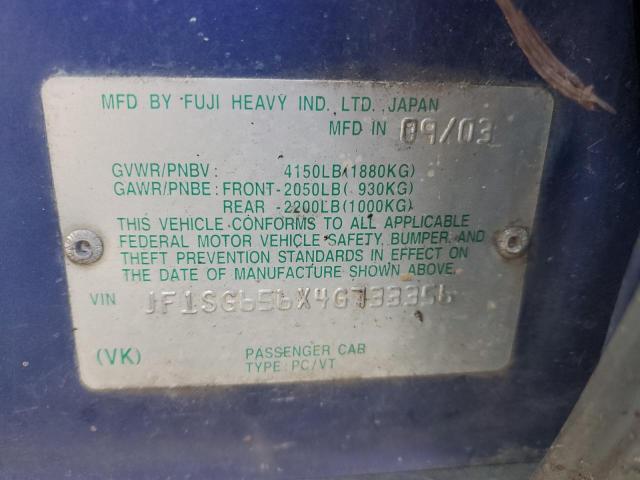 MFD BY FUJI HEAVY IND. LTD. JAPAN
MFD IN 09/03
GVWR/PNBV: 4150LB(1880KG)
GAWR/PNBE: FRONT-2050LB( 930KG)
REAR -2200LB(1000KG)
THIS VEHICLE CONFORMS TO ALL APPLICABLE
FEDERAL MOTOR VEHICLE SAFETY, BUMPER, AND
THEFT PREVENTION STANDARDS IN EFFECT ON
THE DATE OF MANUFACTURE SHOWN ABOVE.
VIN JF1SG656X4G733356
(VK) PASSENGER CAR
TYPE: PC/VT